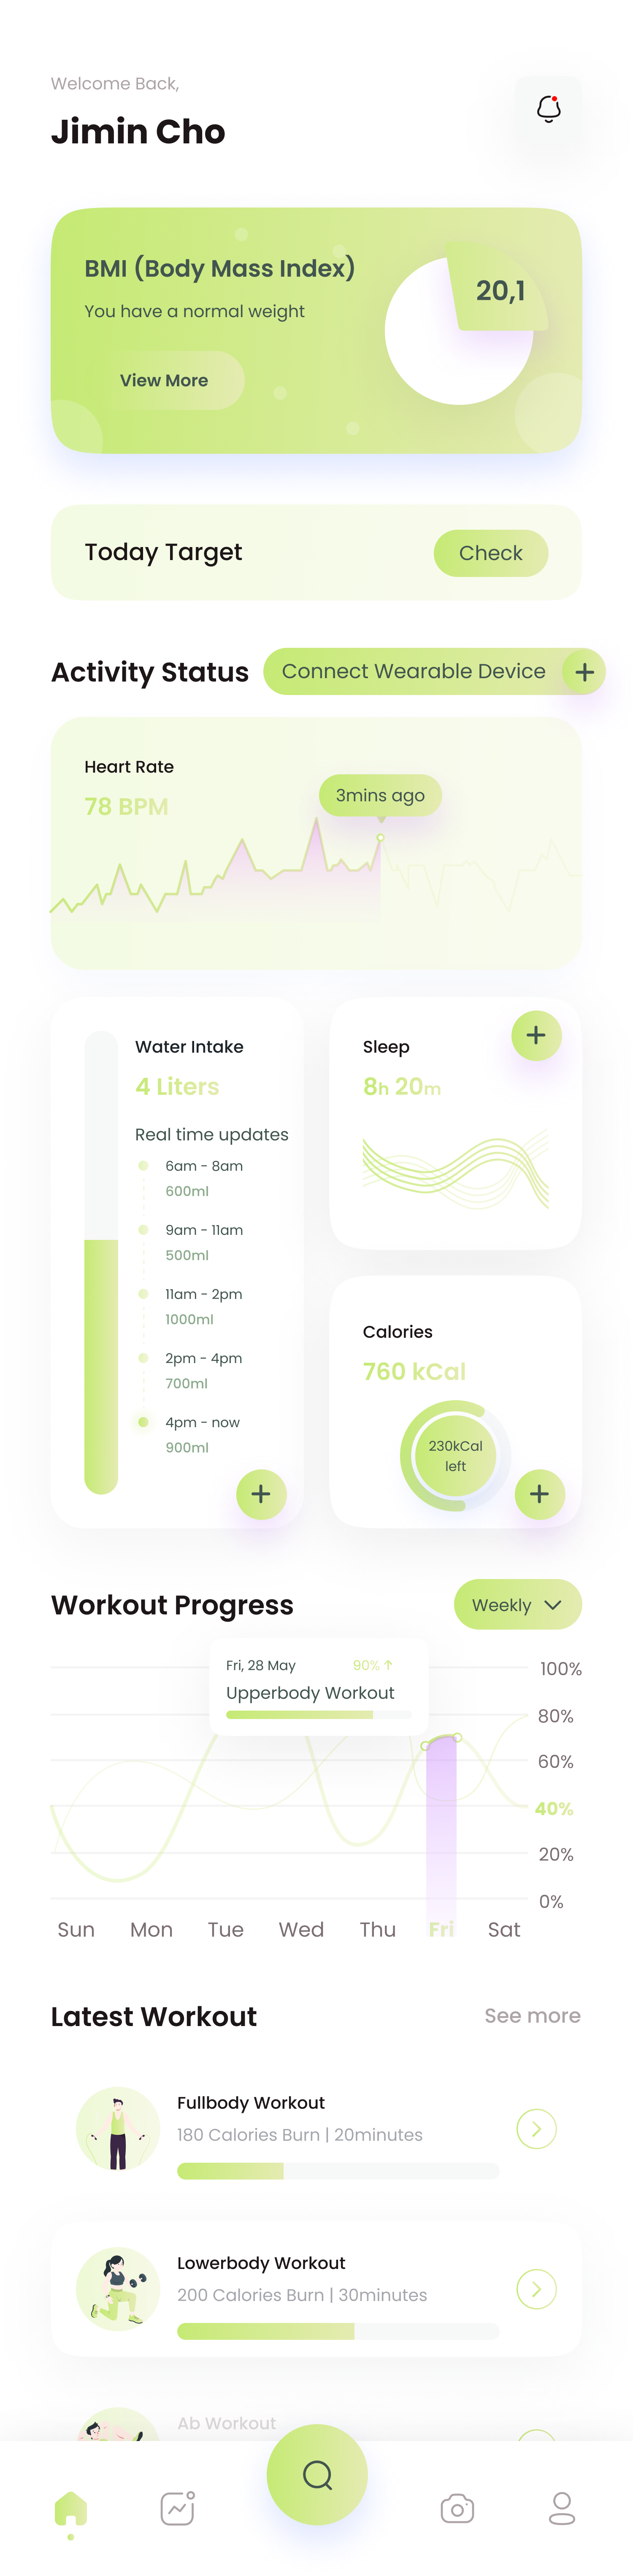 Welcome Back,
Jimin Cho
BMI (Body Mass Index)
You have a normal weight
20,1
View More
Today Target
Check
Activity Status
Connect Wearable Device
Heart Rate
78 BPM
3mins ago
Water Intake
4 Liters
Real time updates
6am - 8am
600ml
9am - 11am
500ml
11am - 2pm
1000ml
2pm - 4pm
700ml
4pm - now
900ml
Sleep
8h 20m
Calories
760 kCal
230kCal
left
Workout Progress
Weekly
Fri, 28 May
90%
Upperbody Workout
100%
80%
60%
40%
20%
0%
Sun Mon Tue Wed Thu Fri Sat
Latest Workout
See more
Fullbody Workout
180 Calories Burn | 20minutes
Lowerbody Workout
200 Calories Burn | 30minutes
Ab Workout